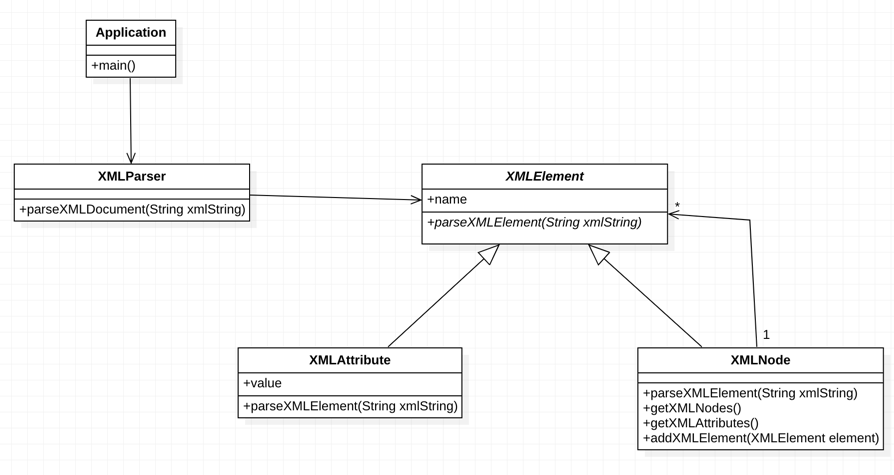 Application
+main()
XMLParser
+parseXMLDocument(String xmlString)
XMLElement
+name
+parseXMLElement(String xmlString)
*
1
XMLAttribute
+value
+parseXMLElement(String xmlString)
XMLNode
+parseXMLElement(String xmlString)
+getXMLNodes()
+getXMLAttributes()
+addXMLElement(XMLElement element)